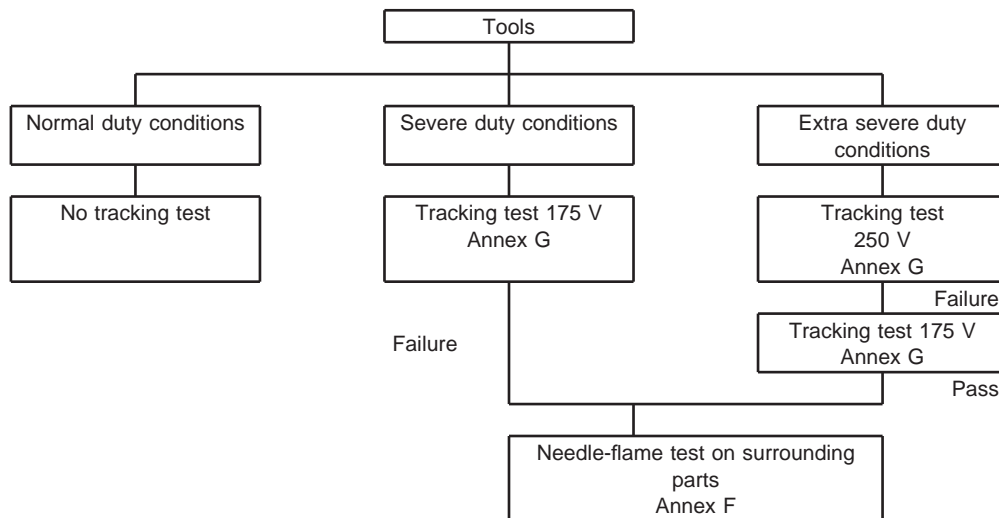 Tools
Normal duty conditions
Severe duty conditions
Extra severe duty
conditions
No tracking test
Tracking test 175 V
Annex G
Tracking test
250 V
Annex G
Failure
Failure
Tracking test 175 V
Annex G
Pass
Needle-flame test on surrounding
parts
Annex F